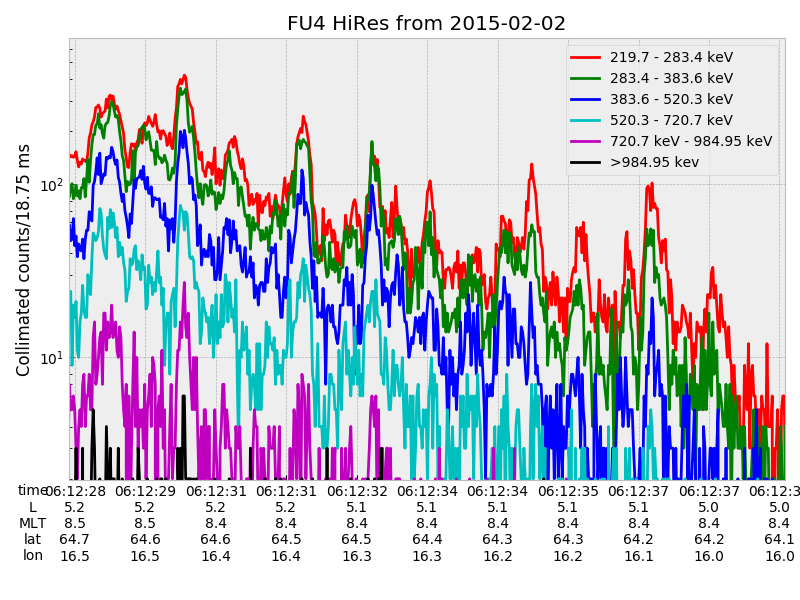 FU4 HiRes from 2015-02-02
219.7 - 283.4 keV
283.4 - 383.6 keV
383.6 - 520.3 keV
520.3 - 720.7 keV
720.7 keV - 984.95 keV
>984.95 kev
Collimated counts/18.75 ms
10²
10¹
time 06:12:28 06:12:29 06:12:31 06:12:31 06:12:32 06:12:34 06:12:34 06:12:35 06:12:37 06:12:37 06:12:3
L 5.2 5.2 5.2 5.2 5.1 5.1 5.1 5.1 5.1 5.0 5.0
MLT 8.5 8.5 8.4 8.4 8.4 8.4 8.4 8.4 8.4 8.4 8.4
lat 64.7 64.6 64.6 64.5 64.5 64.4 64.3 64.3 64.2 64.2 64.1
lon 16.5 16.5 16.4 16.4 16.3 16.3 16.2 16.2 16.1 16.0 16.0